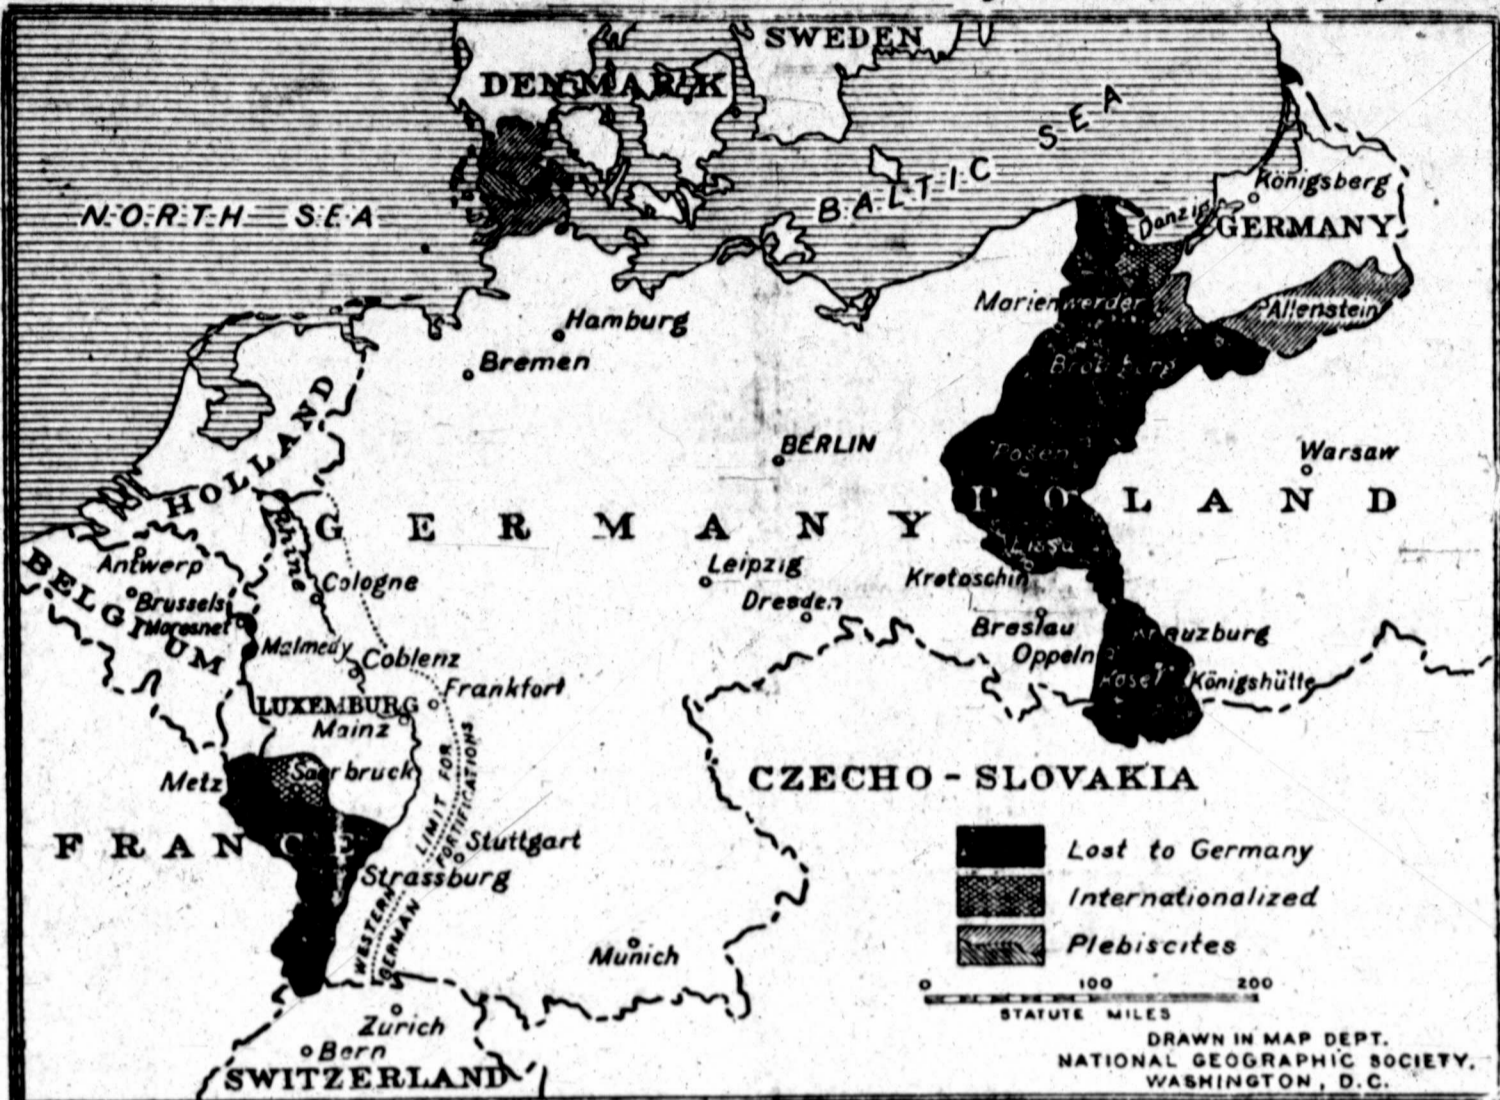 SWEDEN
DENMARK
NORTH SEA
BALTIC SEA
Königsberg
Danzig
GERMANY
Marienwerder
Allenstein
Hamburg
Bremen
Bromberg
HOLLAND
BERLIN
Posen
Warsaw
GERMANY
POLAND
Rhine
Lissa
BELGIUM
Antwerp
Cologne
Leipzig
Kretoschin
Brussels
Dresden
Moresnet
Breslau
Kreuzburg
Malmedy
Coblenz
Oppeln
Kosel
Königshütte
Frankfort
LUXEMBURG
Mainz
Metz
Saarbruck
CZECHO-SLOVAKIA
FRANCE
LIMIT FOR
FORTIFICATIONS
WESTERN
GERMAN
Stuttgart
Strassburg
Munich
Lost to Germany
Internationalized
Plebiscites
0 100 200
STATUTE MILES
Zurich
Bern
SWITZERLAND
DRAWN IN MAP DEPT.
NATIONAL GEOGRAPHIC SOCIETY,
WASHINGTON, D.C.